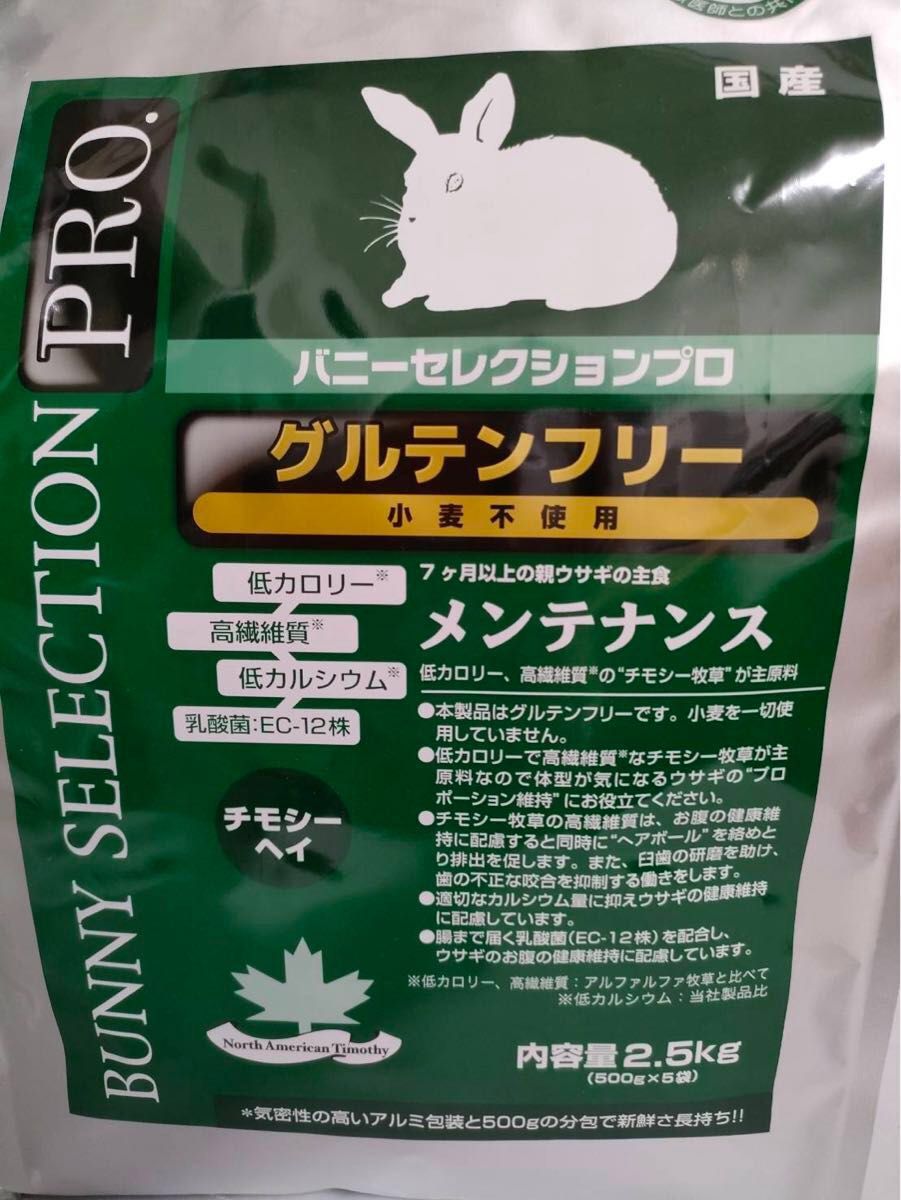 医師との共
国産
BUNNY SELECTION PRO.
バニーセレクションプロ
グルテンフリー
小麦不使用
低カロリー※
高繊維質※
低カルシウム※
乳酸菌:EC-12株
チモシー
ヘイ
7ヶ月以上の親ウサギの主食
メンテナンス
低カロリー、高繊維質※の“チモシー牧草”が主原料
●本製品はグルテンフリーです。小麦を一切使
用していません。
●低カロリーで高繊維質※なチモシー牧草が主
原料なので体型が気になるウサギの“プロ
ポーション維持”にお役立てください。
●チモシー牧草の高繊維質は、お腹の健康維
持に配慮すると同時に“ヘアボール”を絡めと
り排出を促します。また、臼歯の研磨を助け、
歯の不正な咬合を抑制する働きをします。
●適切なカルシウム量に抑えウサギの健康維持
に配慮しています。
●腸まで届く乳酸菌(EC-12株)を配合し、
ウサギのお腹の健康維持に配慮しています。
※低カロリー、高繊維質：アルファルファ牧草と比べて
※低カルシウム：当社製品比
North American Timothy
内容量2.5kg
(500g×5袋)
*気密性の高いアルミ包装と500gの分包で新鮮さ長持ち!!